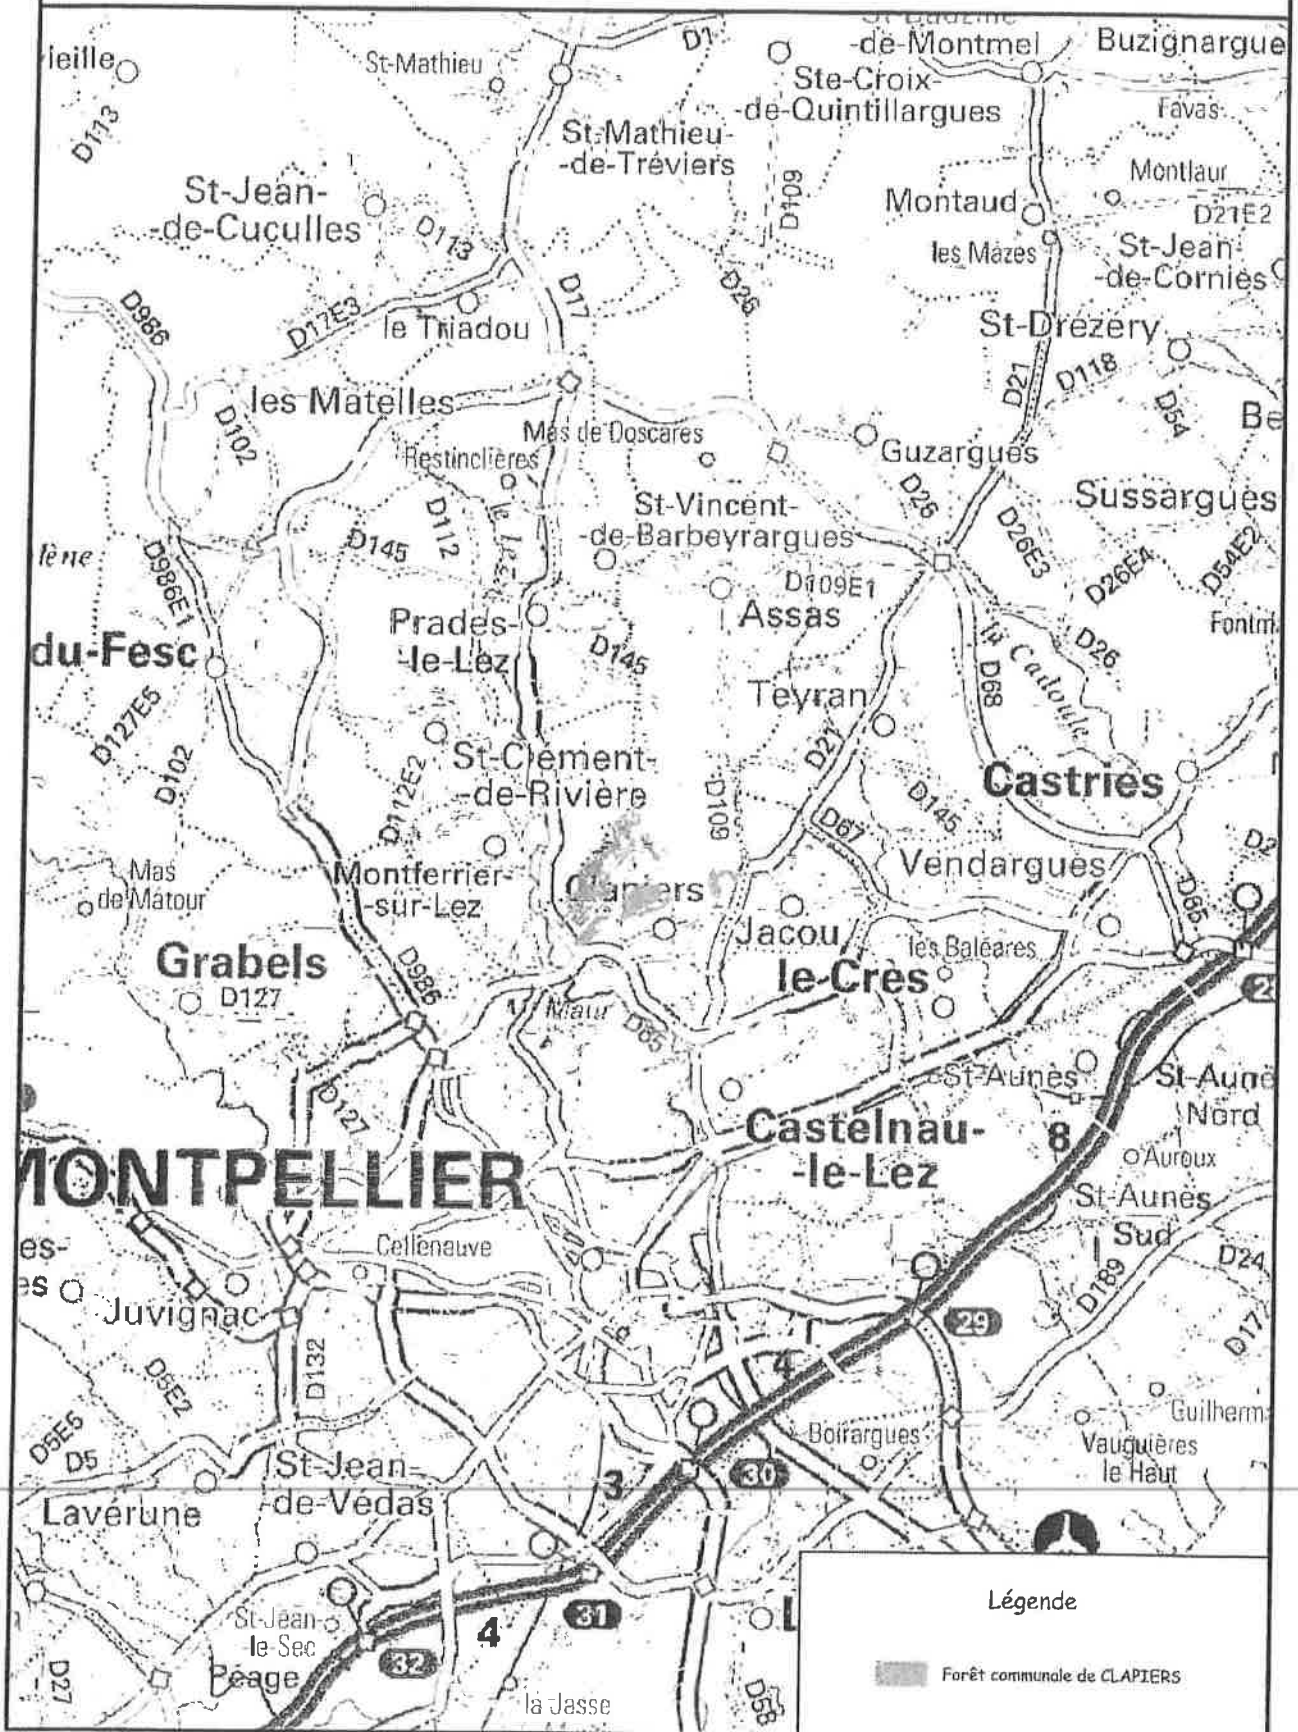 D1
-de-Montmel
Buzignargue
ieille
St-Mathieu
Ste-Croix-
-de-Quintillargues
Favas
D113
St-Mathieu-
-de-Tréviers
Montlaur
St-Jean-
-de-Cuculles
D109
Montaud
D21E2
D113
les Mazes
St-Jean-
-de-Cornies
D986
D17E3
le Triadou
D17
D26
St-Drézery
D21
D118
les Matelles
D54
Be
D102
Mas de Doscares
Restinclières
Guzargues
D26
Sussargues
St-Vincent-
-de-Barbeyrargues
D112
le Lez
D145
D26E3
D26E4
D54E2
lène
D986E1
D109E1
Assas
Prades-
-le-Lez
Fontm
du-Fesc
D145
la Cadoule
D26
D68
Teyran
D127E5
D102
D21
St-Clément-
-de-Rivière
Castries
D112E2
D109
D145
D67
D2
Mas
de Matour
Montferrier-
-sur-Lez
Vendargues
Clapiers
D65
Jacou
les Baléares
Grabels
D986
le-Crès
D127
D65
28
St-Aunès
St-Aunè
Nord
D127
Castelnau-
-le-Lez
8
MONTPELLIER
Auroux
St-Aunes
Sud
es-
es
Celleneuve
D24
Juvignac
D189
29
D17
D132
4
D5E2
Guilherm
D5E5
D5
Boirargues
Vauguières
le Haut
St-Jean-
-de-Védas
3
30
Lavérune
L
Légende
St-Jean
le-Sec
31
4
Péage
32
Forêt communale de CLAPIERS
D27
la Jasse
D58